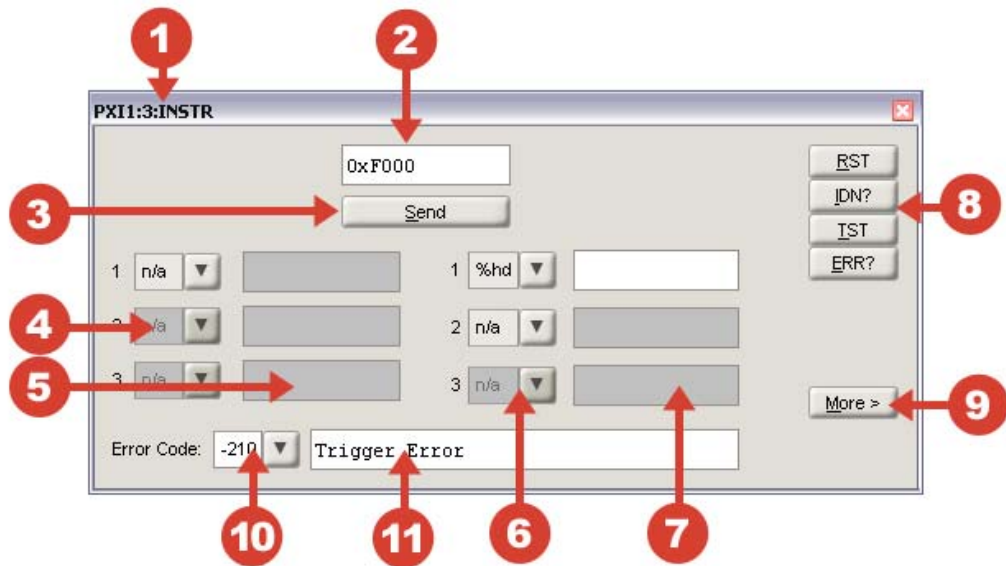 1
2
PXI1:3:INSTR
0xF000
RST
3
Send
IDN?
8
TST
1 n/a
1 %hd
ERR?
4
n/a
2 n/a
5
3 n/a
3 n/a
More >
9
Error Code: -210 Trigger Error
10
11
6
7